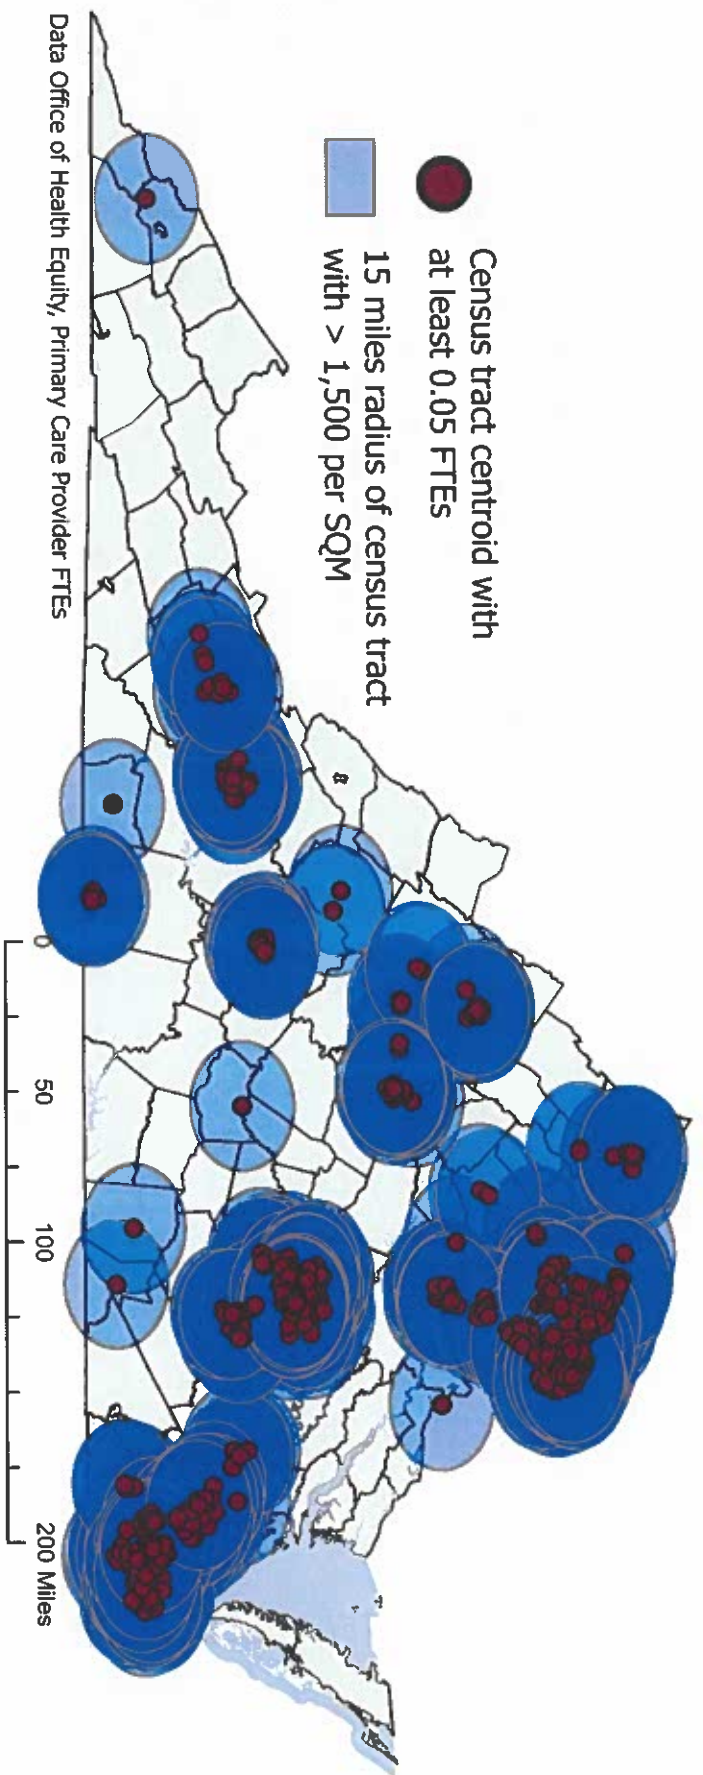 Census tract centroid with
at least 0.05 FTEs
15 miles radius of census tract
with > 1,500 per SQM
0 50 100 200 Miles
Data Office of Health Equity, Primary Care Provider FTEs